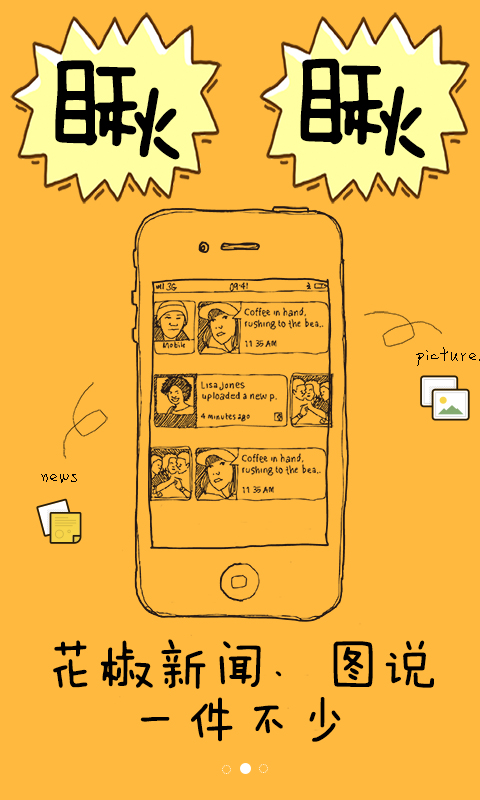 瞅 瞅
3G 09:41
Coffee in hand,
rushing to the bea..
11:35 AM
Mobile
picture.
Lisa Jones
uploaded a new p.
4 minutes ago
Coffee in hand,
rushing to the bea..
11:35 AM
news
花椒新闻、图说
一件不少